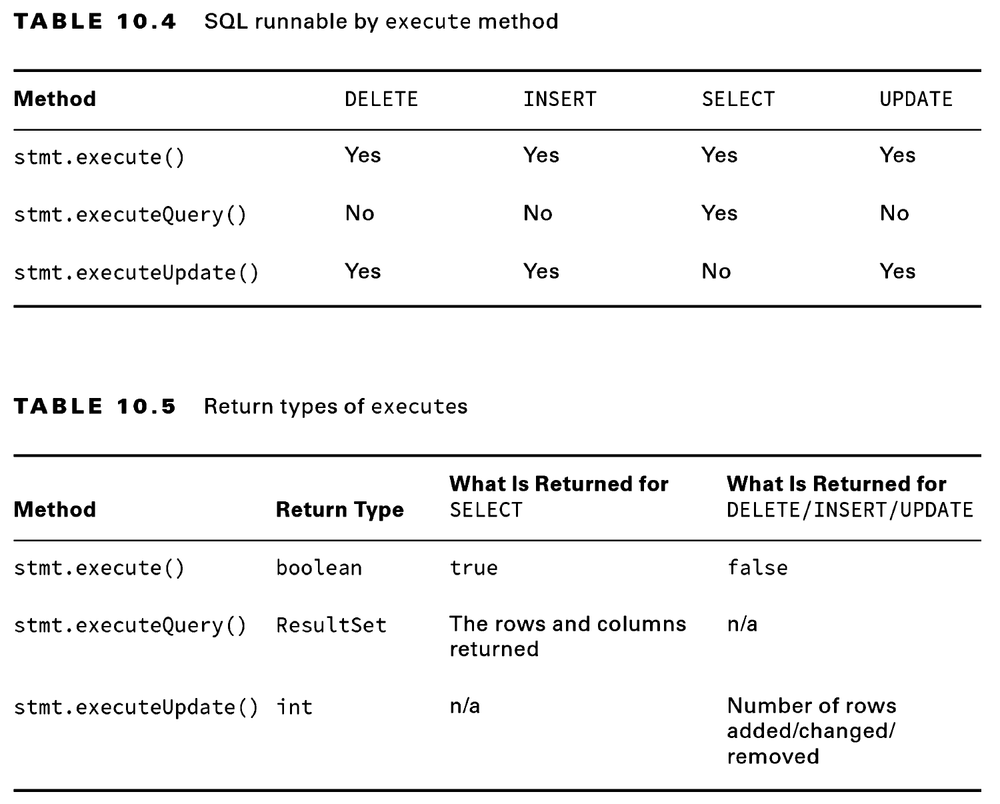 TABLE 10.4 SQL runnable by execute method
Method DELETE INSERT SELECT UPDATE
stmt.execute() Yes Yes Yes Yes
stmt.executeQuery() No No Yes No
stmt.executeUpdate() Yes Yes No Yes
TABLE 10.5 Return types of executes
What Is Returned for What Is Returned for
Method Return Type SELECT DELETE/INSERT/UPDATE
stmt.execute() boolean true false
stmt.executeQuery() ResultSet The rows and columns n/a
returned
stmt.executeUpdate() int n/a Number of rows
added/changed/
removed